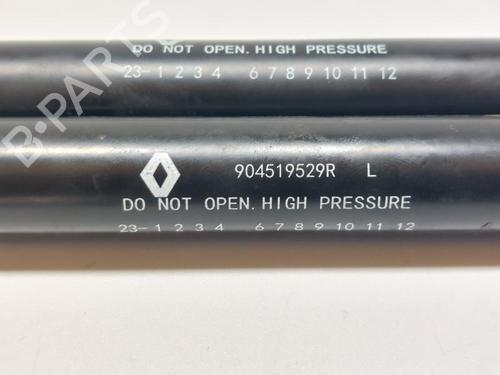 DO NOT OPEN. HIGH PRESSURE
23-1 2 3 4 6 7 8 9 10 11 12
904519529R L
DO NOT OPEN. HIGH PRESSURE
23-1 2 3 4 6 7 8 9 10 11 12
B-PARTS